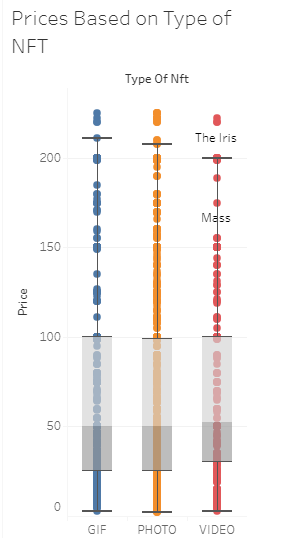 Prices Based on Type of
NFT
Type Of Nft
200
The Iris
Mass
150
Price
100
50
0
GIF PHOTO VIDEO